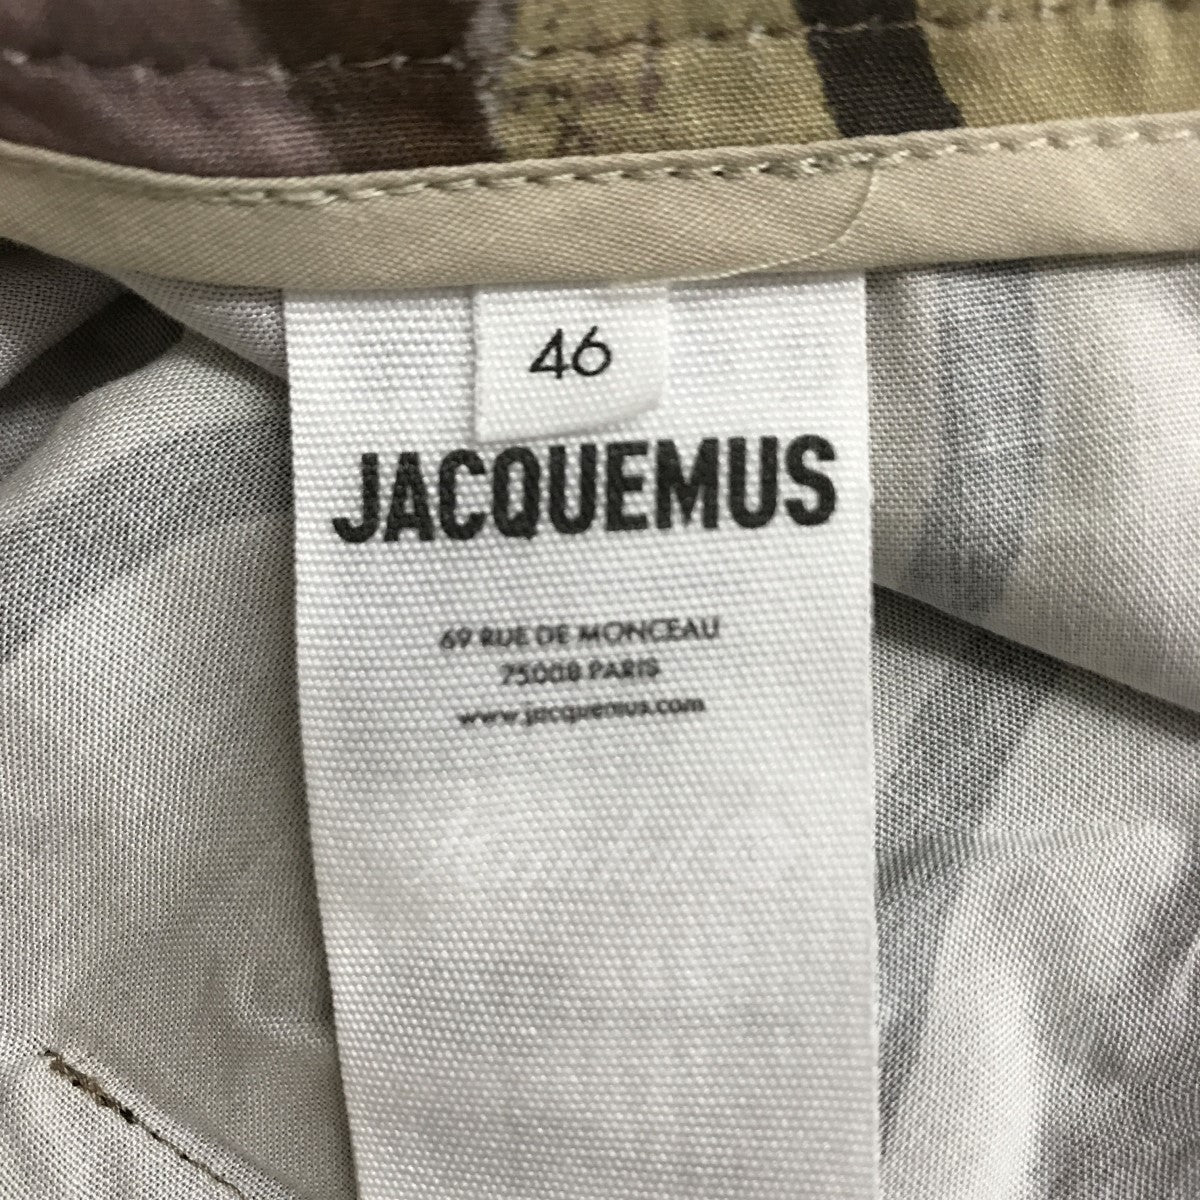 46
JACQUEMUS
69 RUE DE MONCEAU
75008 PARIS
www.jacquemus.com